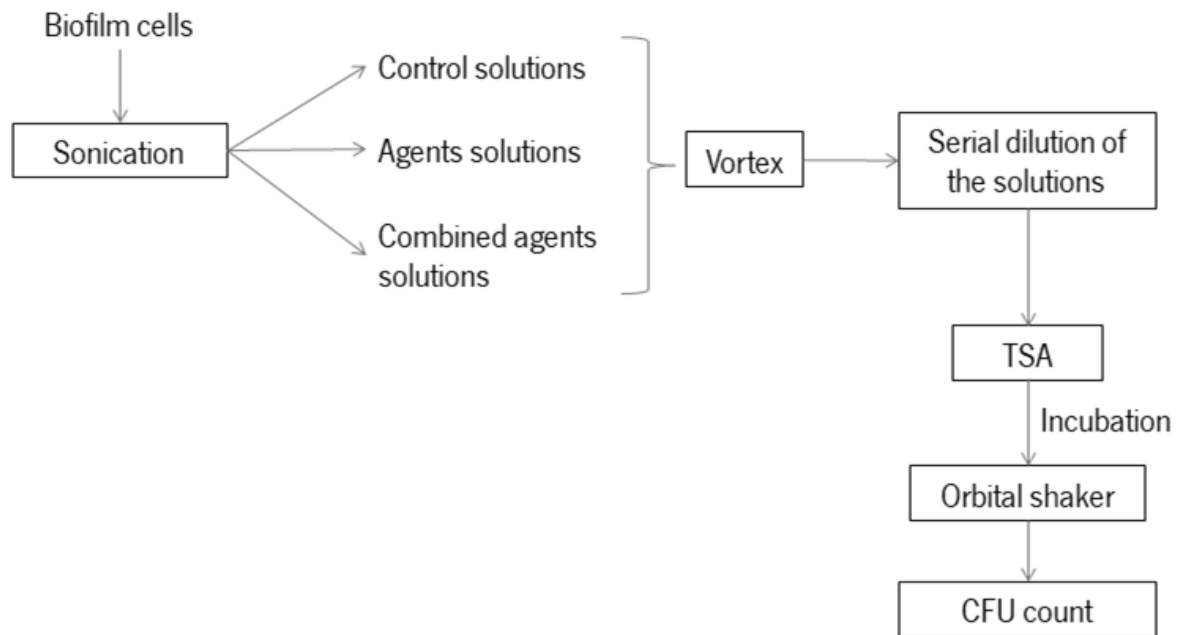 Biofilm cells
Sonication
Control solutions
Agents solutions
Combined agents
solutions
Vortex
Serial dilution of
the solutions
TSA
Incubation
Orbital shaker
CFU count